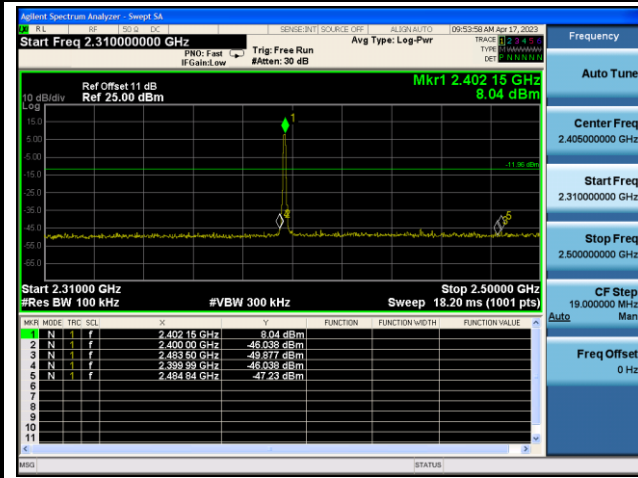 Agilent Spectrum Analyzer - Swept SA
RL RF 50 Ω DC SENSE:INT SOURCE OFF ALIGN AUTO 09:53:58 AM Apr 17, 2023
Start Freq 2.310000000 GHz
PNO: Fast
IFGain:Low
Trig: Free Run
#Atten: 30 dB
Avg Type: Log-Pwr
TRACE 1 2 3 4 5 6
TYPE
DET P N N N N N
Ref Offset 11 dB
10 dB/div Ref 25.00 dBm
Log
Mkr1 2.402 15 GHz
8.04 dBm
15.0
5.00
-5.00
-15.0
-25.0
-35.0
-45.0
-55.0
-65.0
1
-11.96 dBm
5
Start 2.31000 GHz Stop 2.50000 GHz
#Res BW 100 kHz #VBW 300 kHz Sweep 18.20 ms (1001 pts)
MKR MODE TRC SCL X Y FUNCTION FUNCTION WIDTH FUNCTION VALUE
1 N 1 f 2.402 15 GHz 8.04 dBm
2 N 1 f 2.400 00 GHz -46.038 dBm
3 N 1 f 2.483 50 GHz -49.877 dBm
4 N 1 f 2.399 99 GHz -46.038 dBm
5 N 1 f 2.484 84 GHz -47.23 dBm
6
7
8
9
10
11
MSG STATUS
Frequency
Auto Tune
Center Freq
2.405000000 GHz
Start Freq
2.310000000 GHz
Stop Freq
2.500000000 GHz
CF Step
19.000000 MHz
Auto Man
Freq Offset
0 Hz